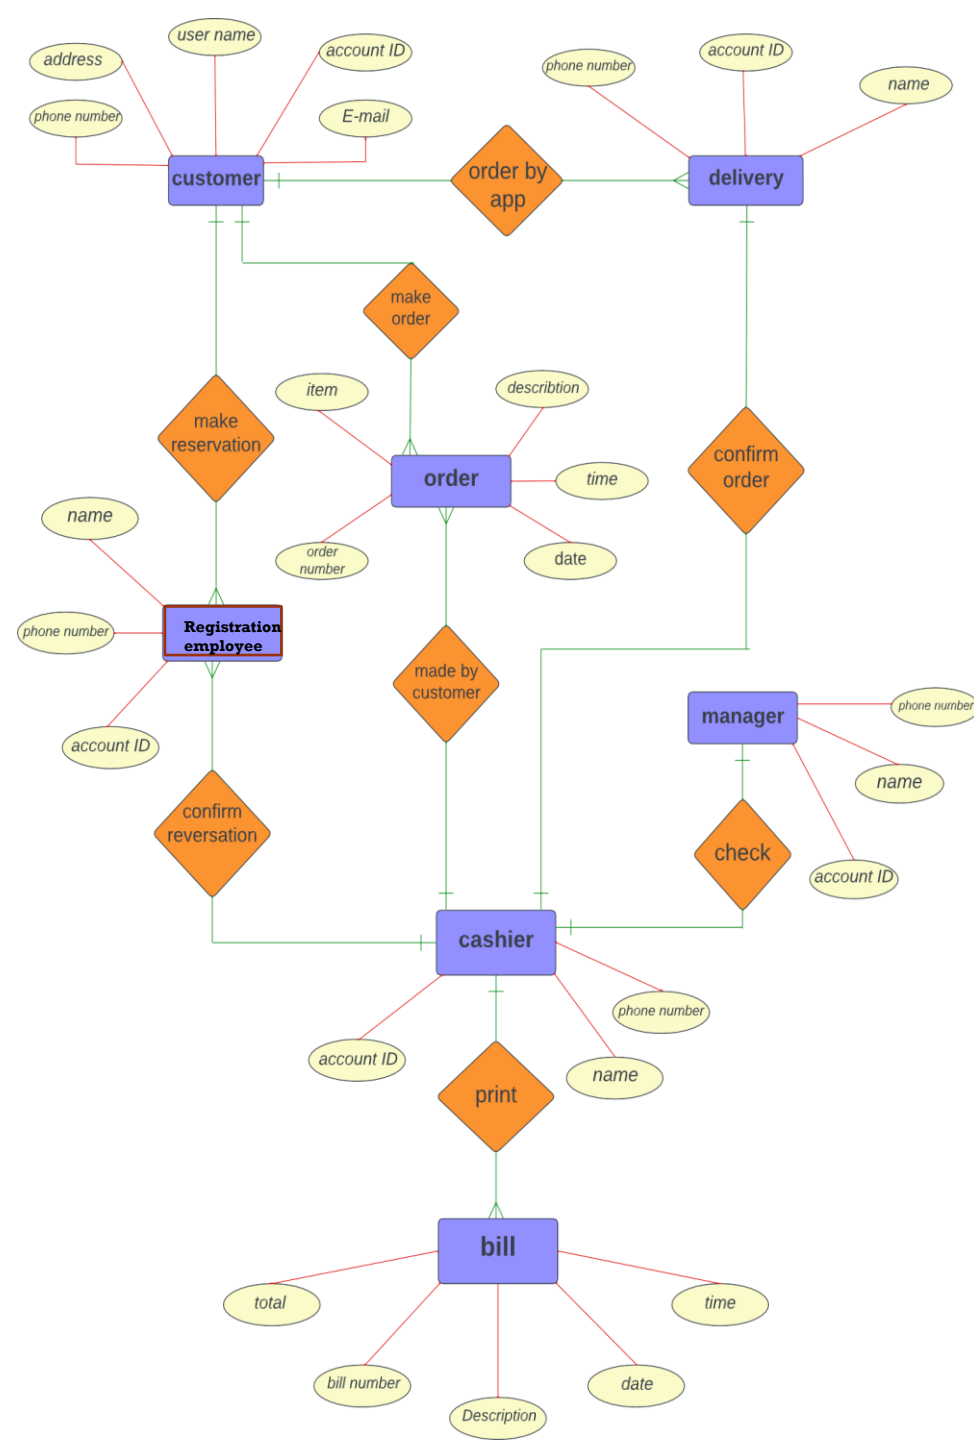 user name
account ID
address
phone number
E-mail
customer
phone number
account ID
name
order by
app
delivery
make
order
make
reservation
item
describtion
order
time
order
number
date
confirm
order
name
phone number
Registration
employee
account ID
made by
customer
manager
phone number
name
account ID
check
confirm
reversation
cashier
phone number
account ID
name
print
bill
total
time
bill number
date
Description